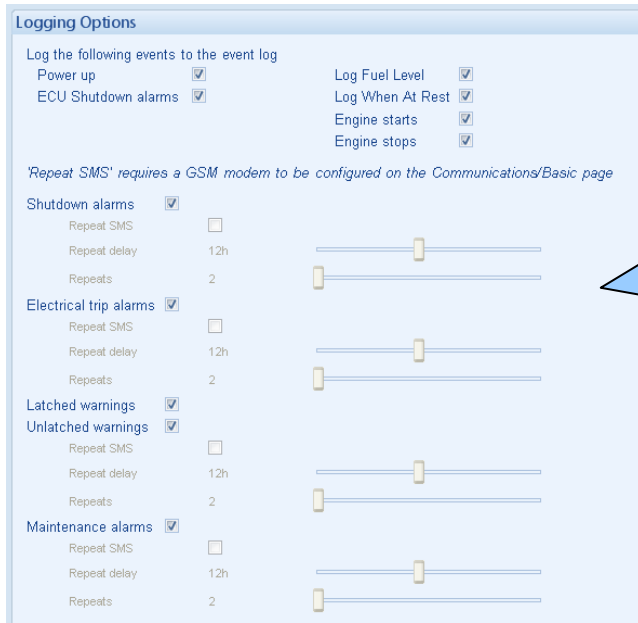 Logging Options
Log the following events to the event log
Power up Log Fuel Level
ECU Shutdown alarms Log When At Rest
Engine starts
Engine stops
'Repeat SMS' requires a GSM modem to be configured on the Communications/Basic page
Shutdown alarms
Repeat SMS
Repeat delay 12h
Repeats 2
Electrical trip alarms
Repeat SMS
Repeat delay 12h
Repeats 2
Latched warnings
Unlatched warnings
Repeat SMS
Repeat delay 12h
Repeats 2
Maintenance alarms
Repeat SMS
Repeat delay 12h
Repeats 2